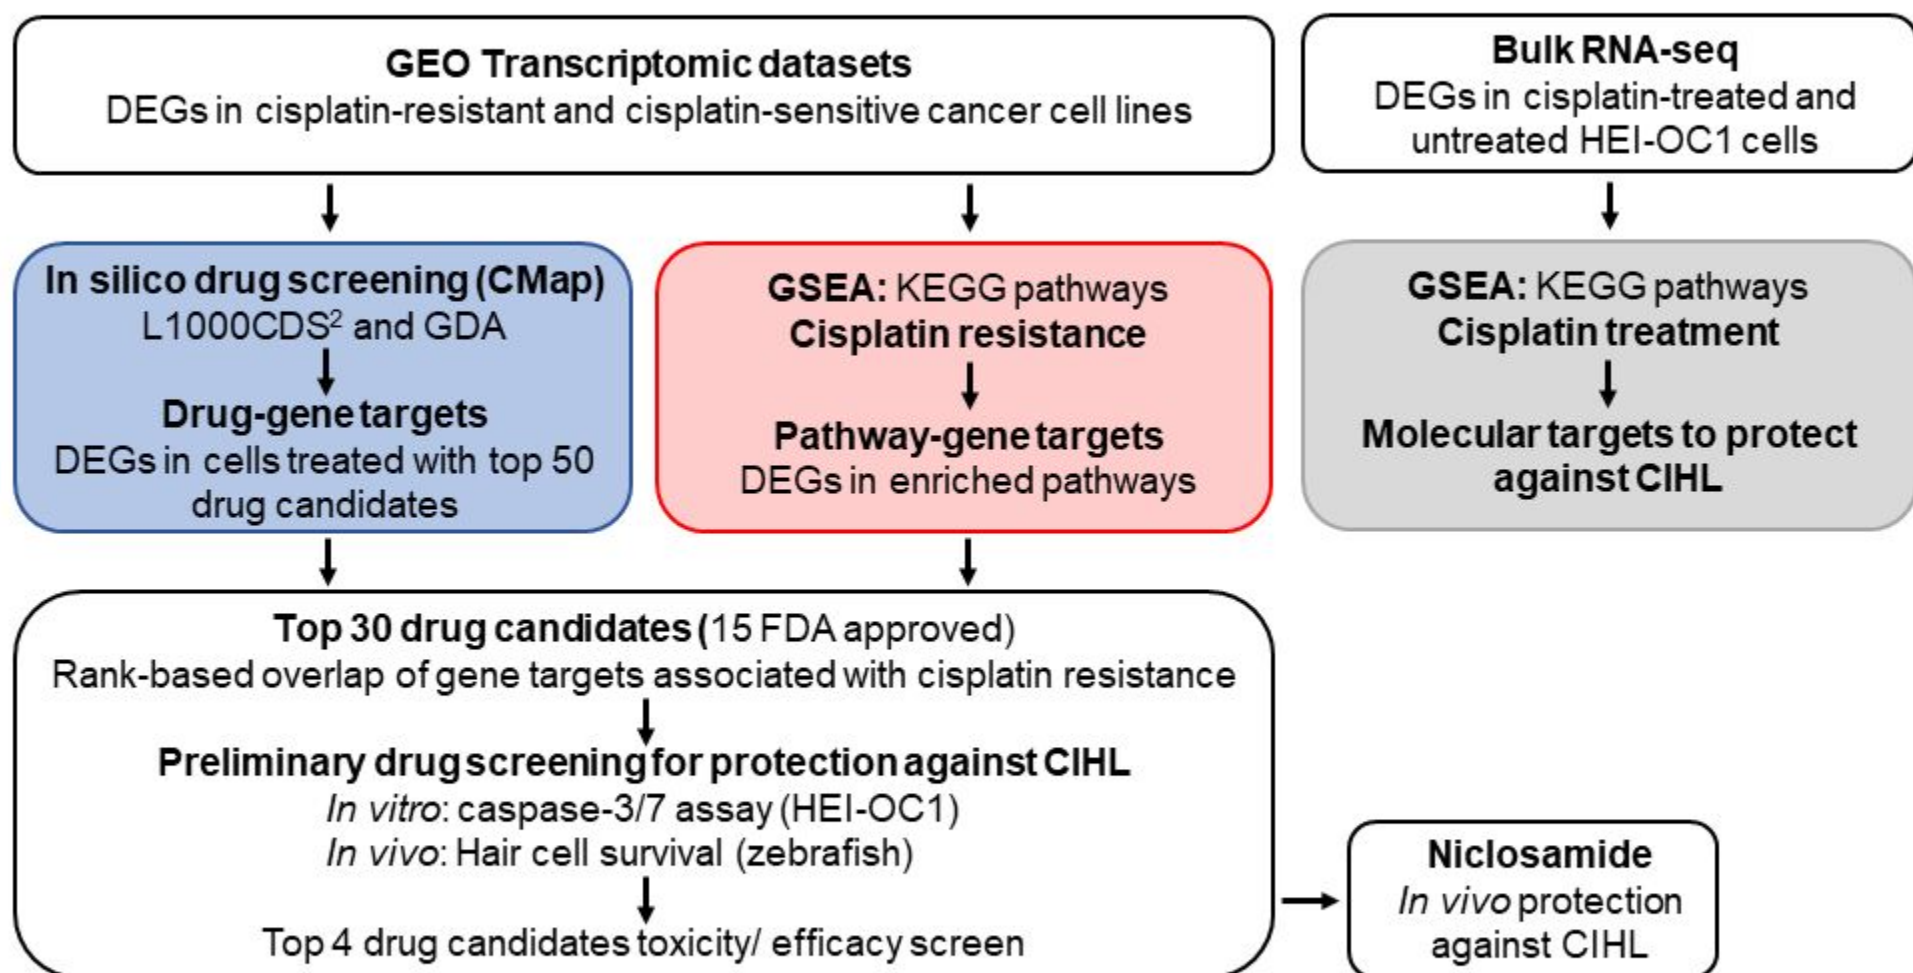 GEO Transcriptomic datasets
DEGs in cisplatin-resistant and cisplatin-sensitive cancer cell lines
Bulk RNA-seq
DEGs in cisplatin-treated and
untreated HEI-OC1 cells
In silico drug screening (CMap)
L1000CDS² and GDA
Drug-gene targets
DEGs in cells treated with top 50
drug candidates
GSEA: KEGG pathways
Cisplatin resistance
Pathway-gene targets
DEGs in enriched pathways
GSEA: KEGG pathways
Cisplatin treatment
Molecular targets to protect
against CIHL
Top 30 drug candidates (15 FDA approved)
Rank-based overlap of gene targets associated with cisplatin resistance
Preliminary drug screening for protection against CIHL
In vitro: caspase-3/7 assay (HEI-OC1)
In vivo: Hair cell survival (zebrafish)
Top 4 drug candidates toxicity/ efficacy screen
Niclosamide
In vivo protection
against CIHL